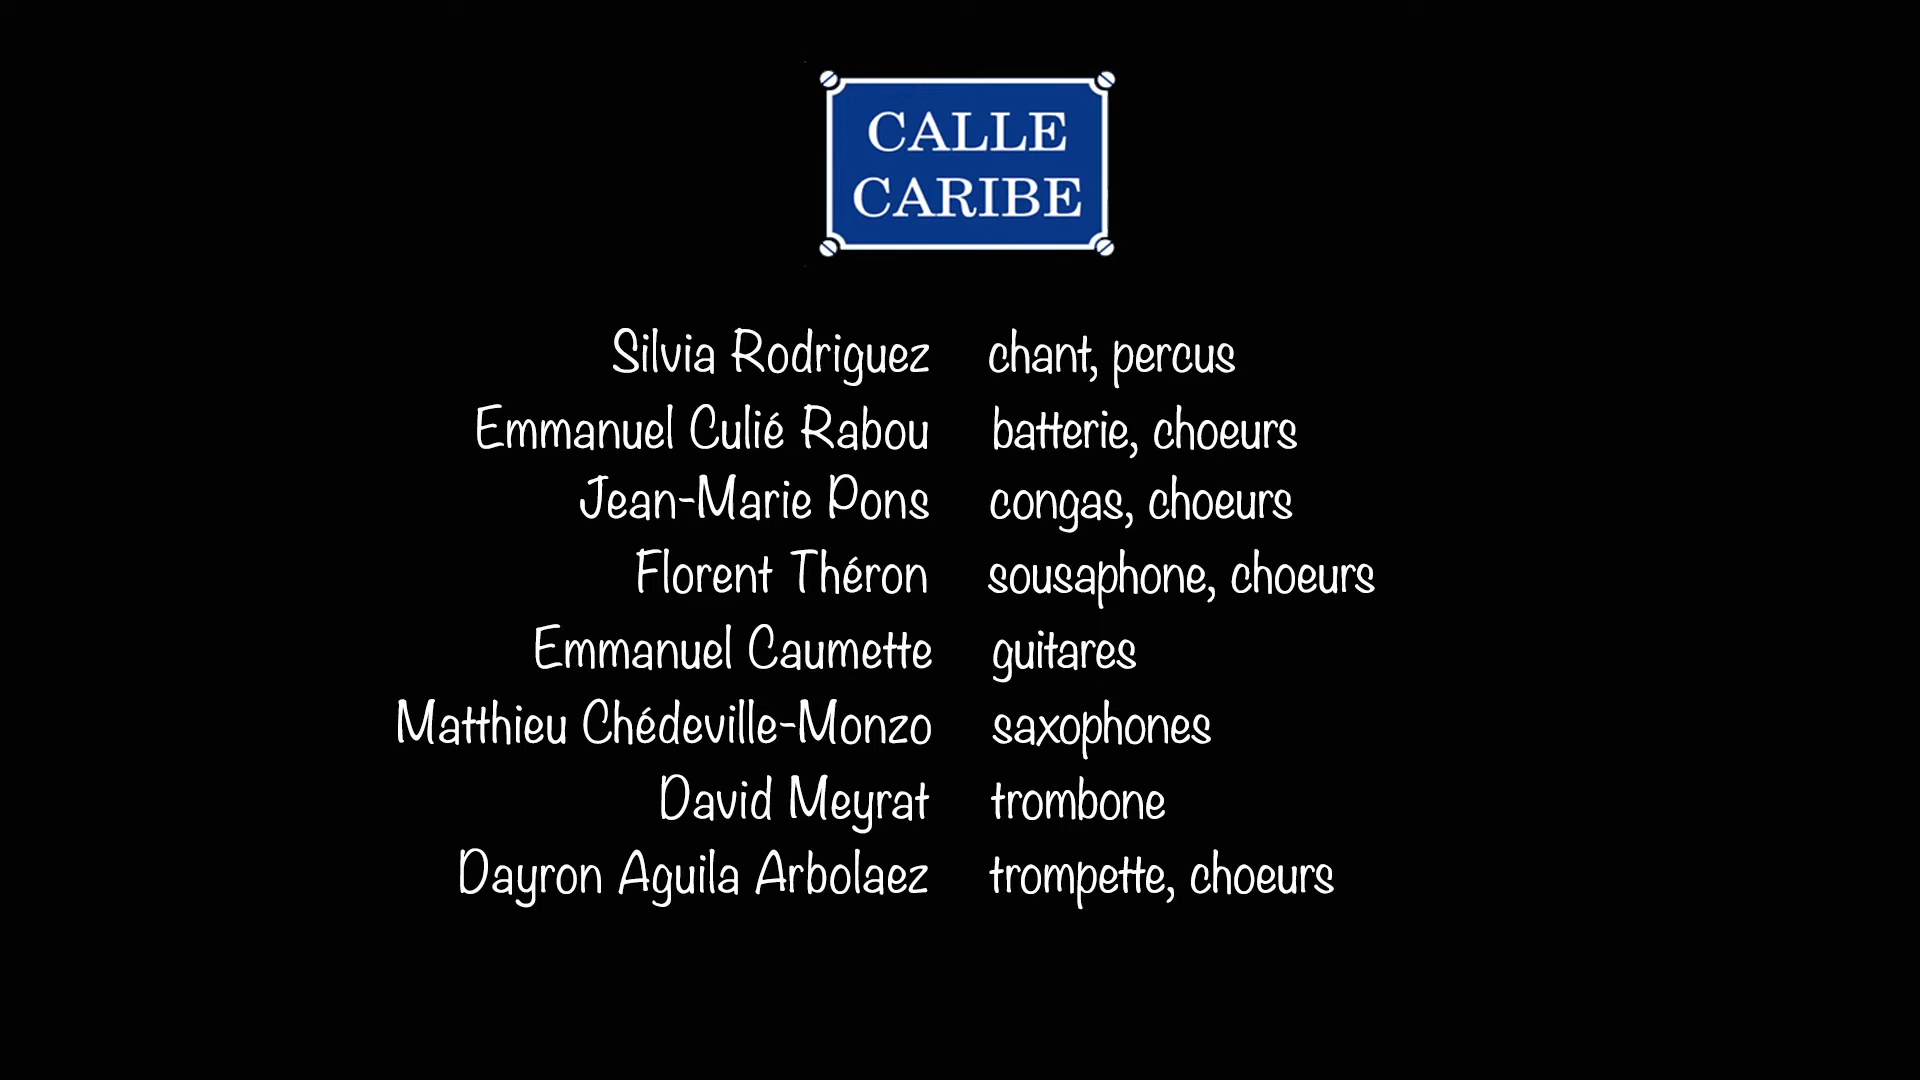 CALLE
CARIBE
Silvia Rodriguez chant, percus
Emmanuel Culié Rabou batterie, choeurs
Jean-Marie Pons congas, choeurs
Florent Théron sousaphone, choeurs
Emmanuel Caumette guitares
Matthieu Chédeville-Monzo saxophones
David Meyrat trombone
Dayron Aguila Arbolaez trompette, choeurs